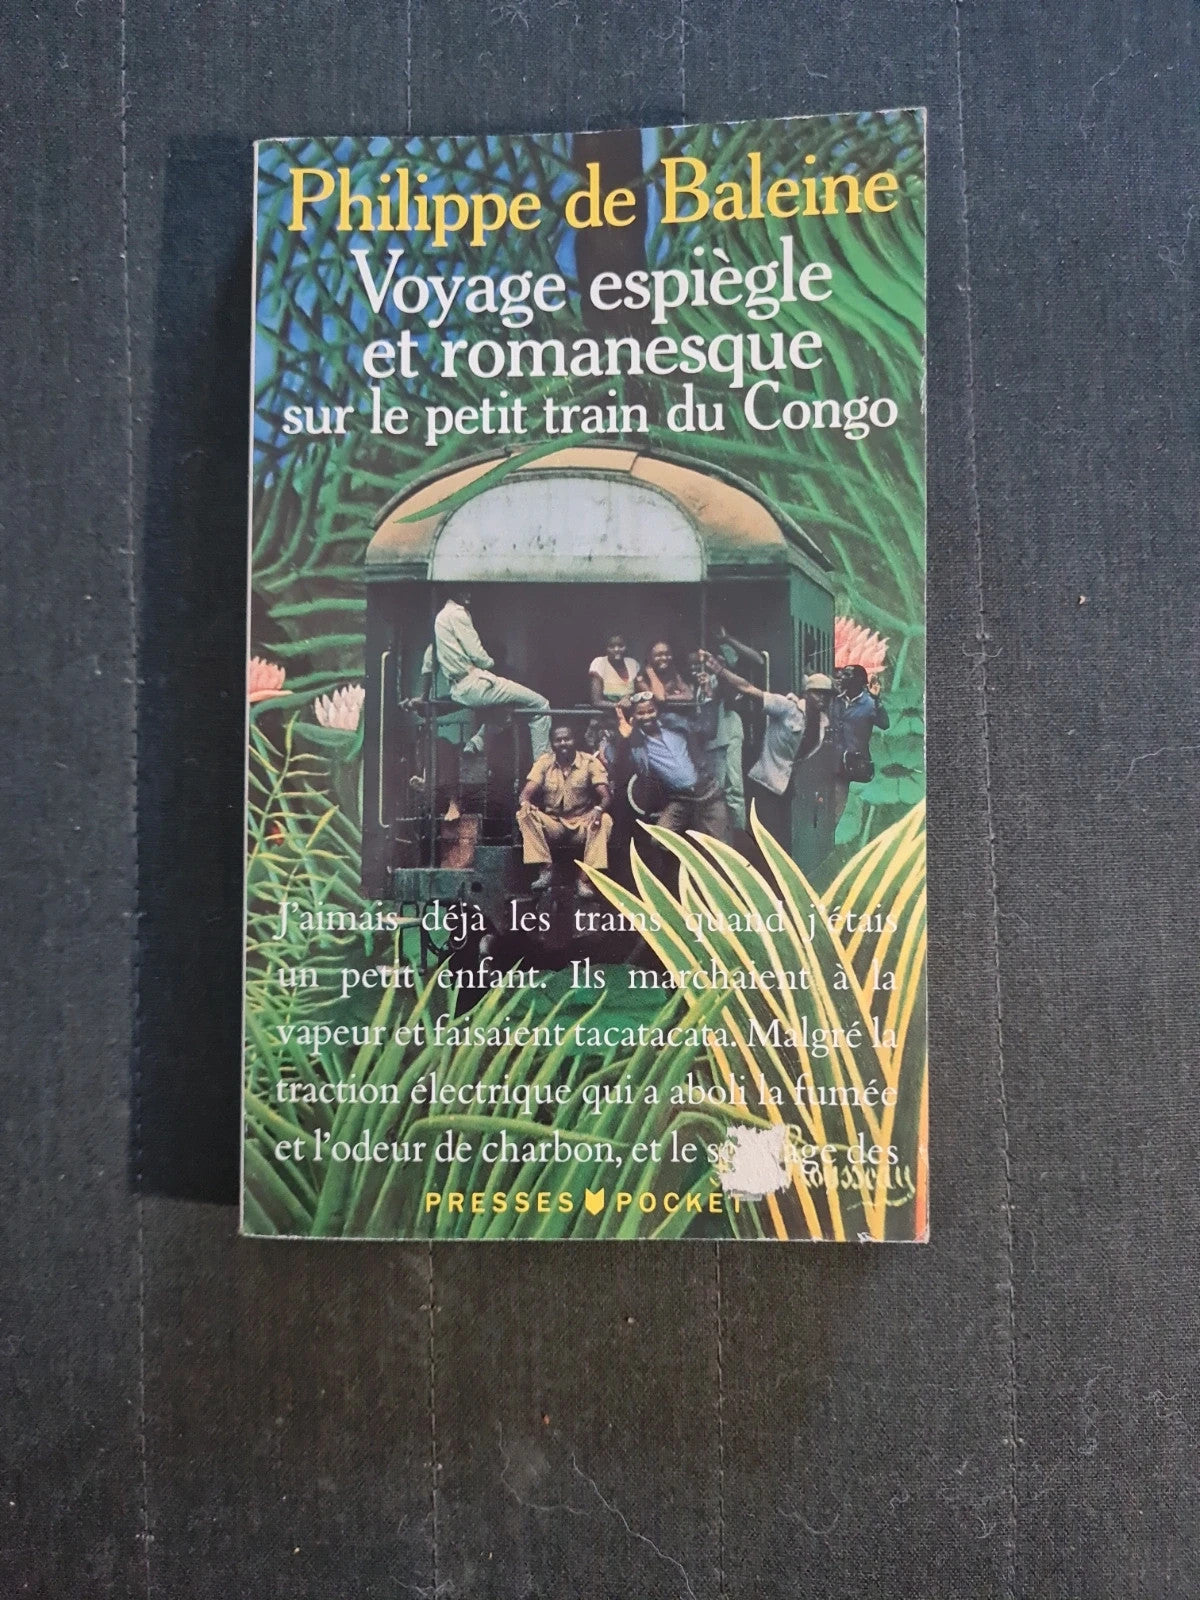 Philippe de Baleine
Voyage espiègle
et romanesque
sur le petit train du Congo
J'aimais déjà les trains quand j'étais
un petit enfant. Ils marchaient à la
vapeur et faisaient tacatacata. Malgré la
traction électrique qui a aboli la fumée
et l'odeur de charbon, et le des
Rousseau
PRESSES POCKET